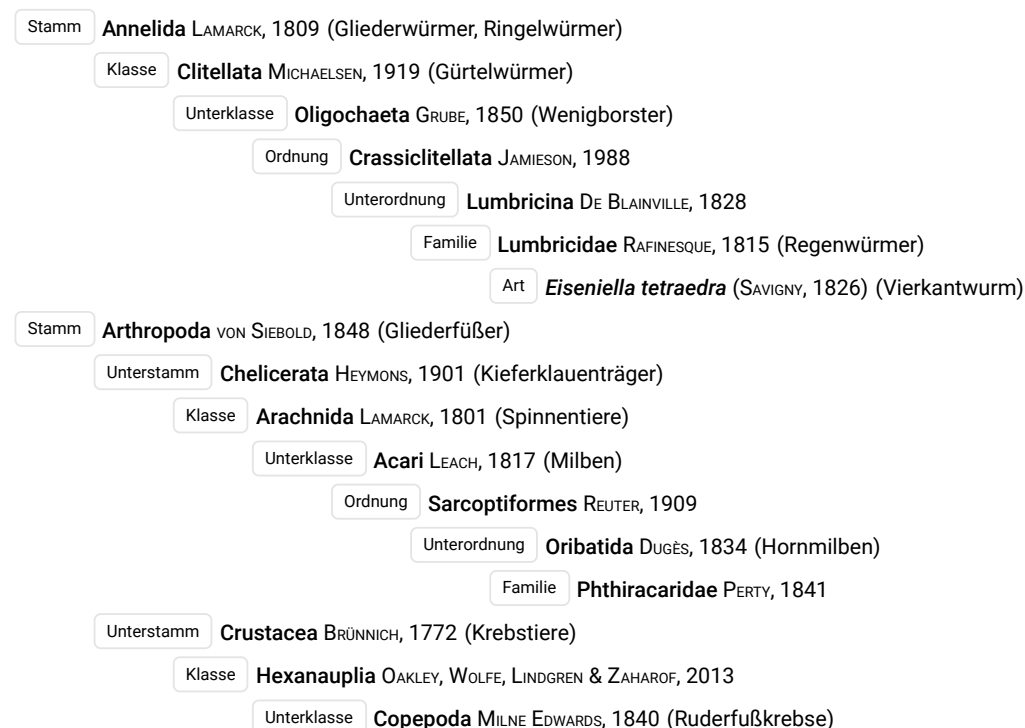 Stamm Annelida Lamarck, 1809 (Gliederwürmer, Ringelwürmer)
Klasse Clitellata Michaelsen, 1919 (Gürtelwürmer)
Unterklasse Oligochaeta Grube, 1850 (Wenigborster)
Ordnung Crassiclitellata Jamieson, 1988
Unterordnung Lumbricina De Blainville, 1828
Familie Lumbricidae Rafinesque, 1815 (Regenwürmer)
Art Eiseniella tetraedra (Savigny, 1826) (Vierkantwurm)
Stamm Arthropoda von Siebold, 1848 (Gliederfüßer)
Unterstamm Chelicerata Heymons, 1901 (Kieferklauenträger)
Klasse Arachnida Lamarck, 1801 (Spinnentiere)
Unterklasse Acari Leach, 1817 (Milben)
Ordnung Sarcoptiformes Reuter, 1909
Unterordnung Oribatida Dugès, 1834 (Hornmilben)
Familie Phthiracaridae Perty, 1841
Unterstamm Crustacea Brünnich, 1772 (Krebstiere)
Klasse Hexanauplia Oakley, Wolfe, Lindgren & Zaharof, 2013
Unterklasse Copepoda Milne Edwards, 1840 (Ruderfußkrebse)